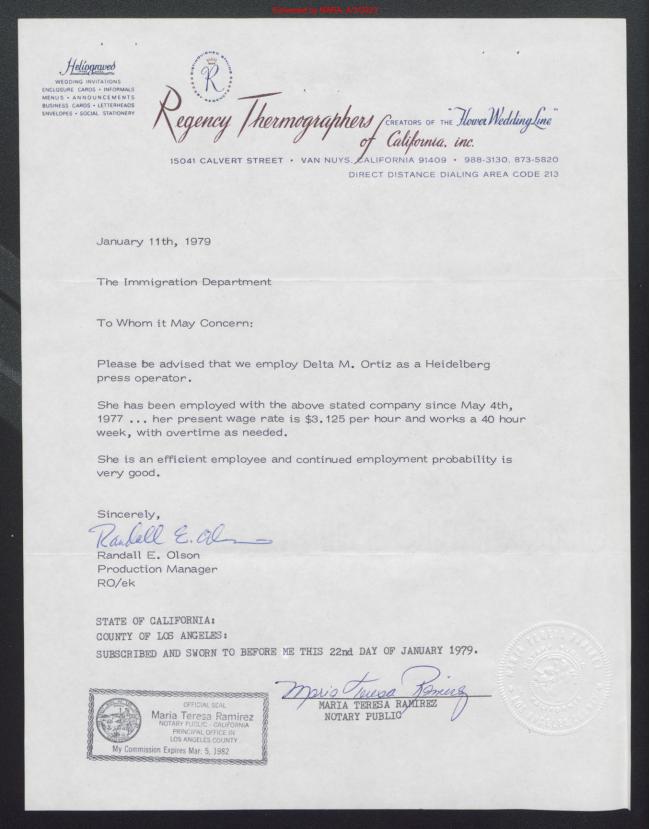 Heliograved
WEDDING INVITATIONS
ENCLOSURE CARDS • INFORMALS
MENUS • ANNOUNCEMENTS
BUSINESS CARDS • LETTERHEADS
ENVELOPES • SOCIAL STATIONERY
R
Regency Thermographers CREATORS OF THE "Flower Wedding Line"
of California, inc.
15041 CALVERT STREET • VAN NUYS, CALIFORNIA 91409 • 988-3130, 873-5820
DIRECT DISTANCE DIALING AREA CODE 213
January 11th, 1979
The Immigration Department
To Whom it May Concern:
Please be advised that we employ Delta M. Ortiz as a Heidelberg
press operator.
She has been employed with the above stated company since May 4th,
1977 ... her present wage rate is $3.125 per hour and works a 40 hour
week, with overtime as needed.
She is an efficient employee and continued employment probability is
very good.
Sincerely,
Randall E. Olson
Randall E. Olson
Production Manager
RO/ek
STATE OF CALIFORNIA:
COUNTY OF LOS ANGELES:
SUBSCRIBED AND SWORN TO BEFORE ME THIS 22nd DAY OF JANUARY 1979.
Maria Teresa Ramirez
MARIA TERESA RAMIREZ
NOTARY PUBLIC
OFFICIAL SEAL
Maria Teresa Ramirez
NOTARY PUBLIC - CALIFORNIA
PRINCIPAL OFFICE IN
LOS ANGELES COUNTY
My Commission Expires Mar. 5, 1982